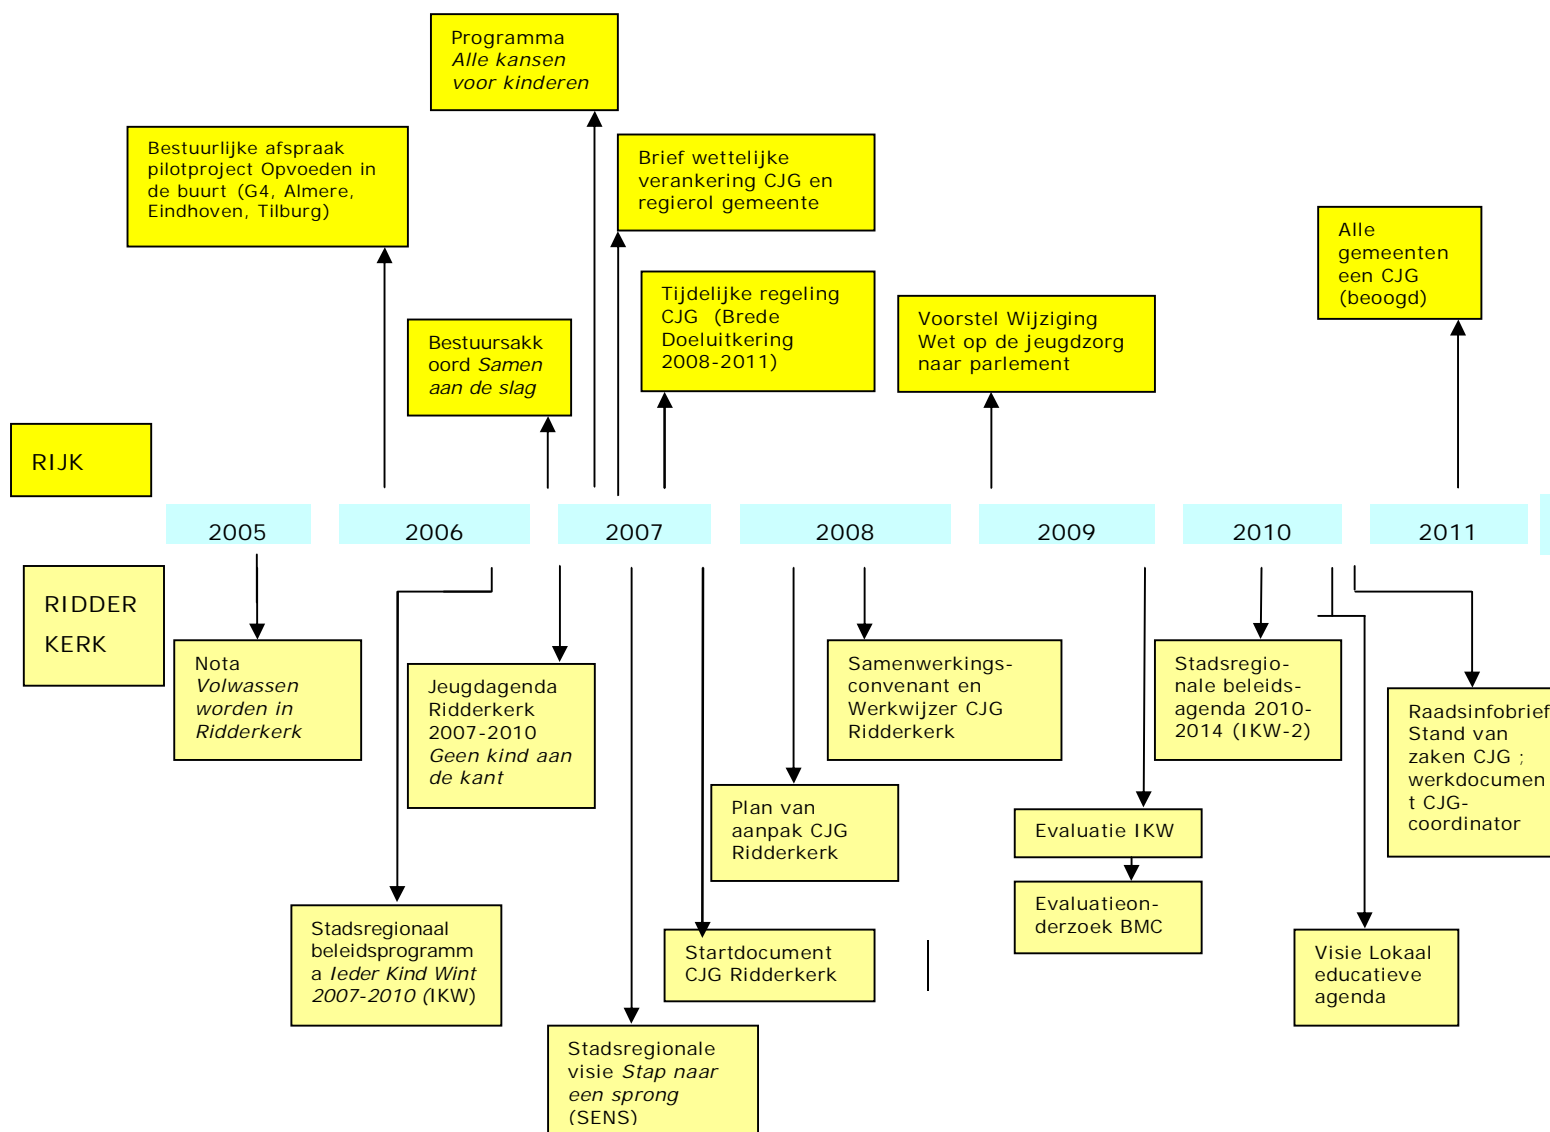 Programma
Alle kansen
voor kinderen
Bestuurlijke afspraak
pilotproject Opvoeden in
de buurt (G4, Almere,
Eindhoven, Tilburg)
Brief wettelijke
verankering CJG en
regierol gemeente
Alle
gemeenten
een CJG
(beoogd)
Tijdelijke regeling
CJG (Brede
Doeluitkering
2008-2011)
Voorstel Wijziging
Wet op de jeugdzorg
naar parlement
Bestuursakk
oord Samen
aan de slag
RIJK
2005
2006
2007
2008
2009
2010
2011
RIDDER
KERK
Nota
Volwassen
worden in
Ridderkerk
Jeugdagenda
Ridderkerk
2007-2010
Geen kind aan
de kant
Samenwerkings-
convenant en
Werkwijzer CJG
Ridderkerk
Stadsregio-
nale beleids-
agenda 2010-
2014 (IKW-2)
Raadsinfobrief
Stand van
zaken CJG ;
werkdocumen
t CJG-
coordinator
Plan van
aanpak CJG
Ridderkerk
Evaluatie IKW
Evaluatieon-
derzoek BMC
Stadsregionaal
beleidsprogramm
a Ieder Kind Wint
2007-2010 (IKW)
Startdocument
CJG Ridderkerk
Visie Lokaal
educatieve
agenda
Stadsregionale
visie Stap naar
een sprong
(SENS)